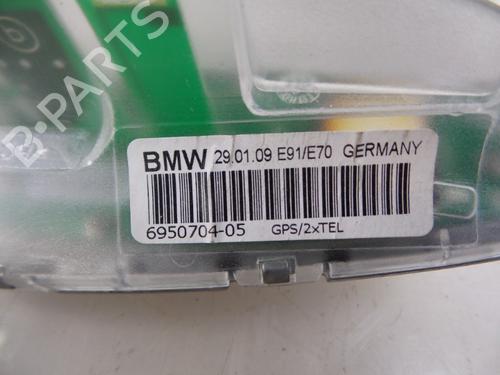 B-PARTS
BMW 29.01.09 E91/E70 GERMANY
6950704-05 GPS/2xTEL